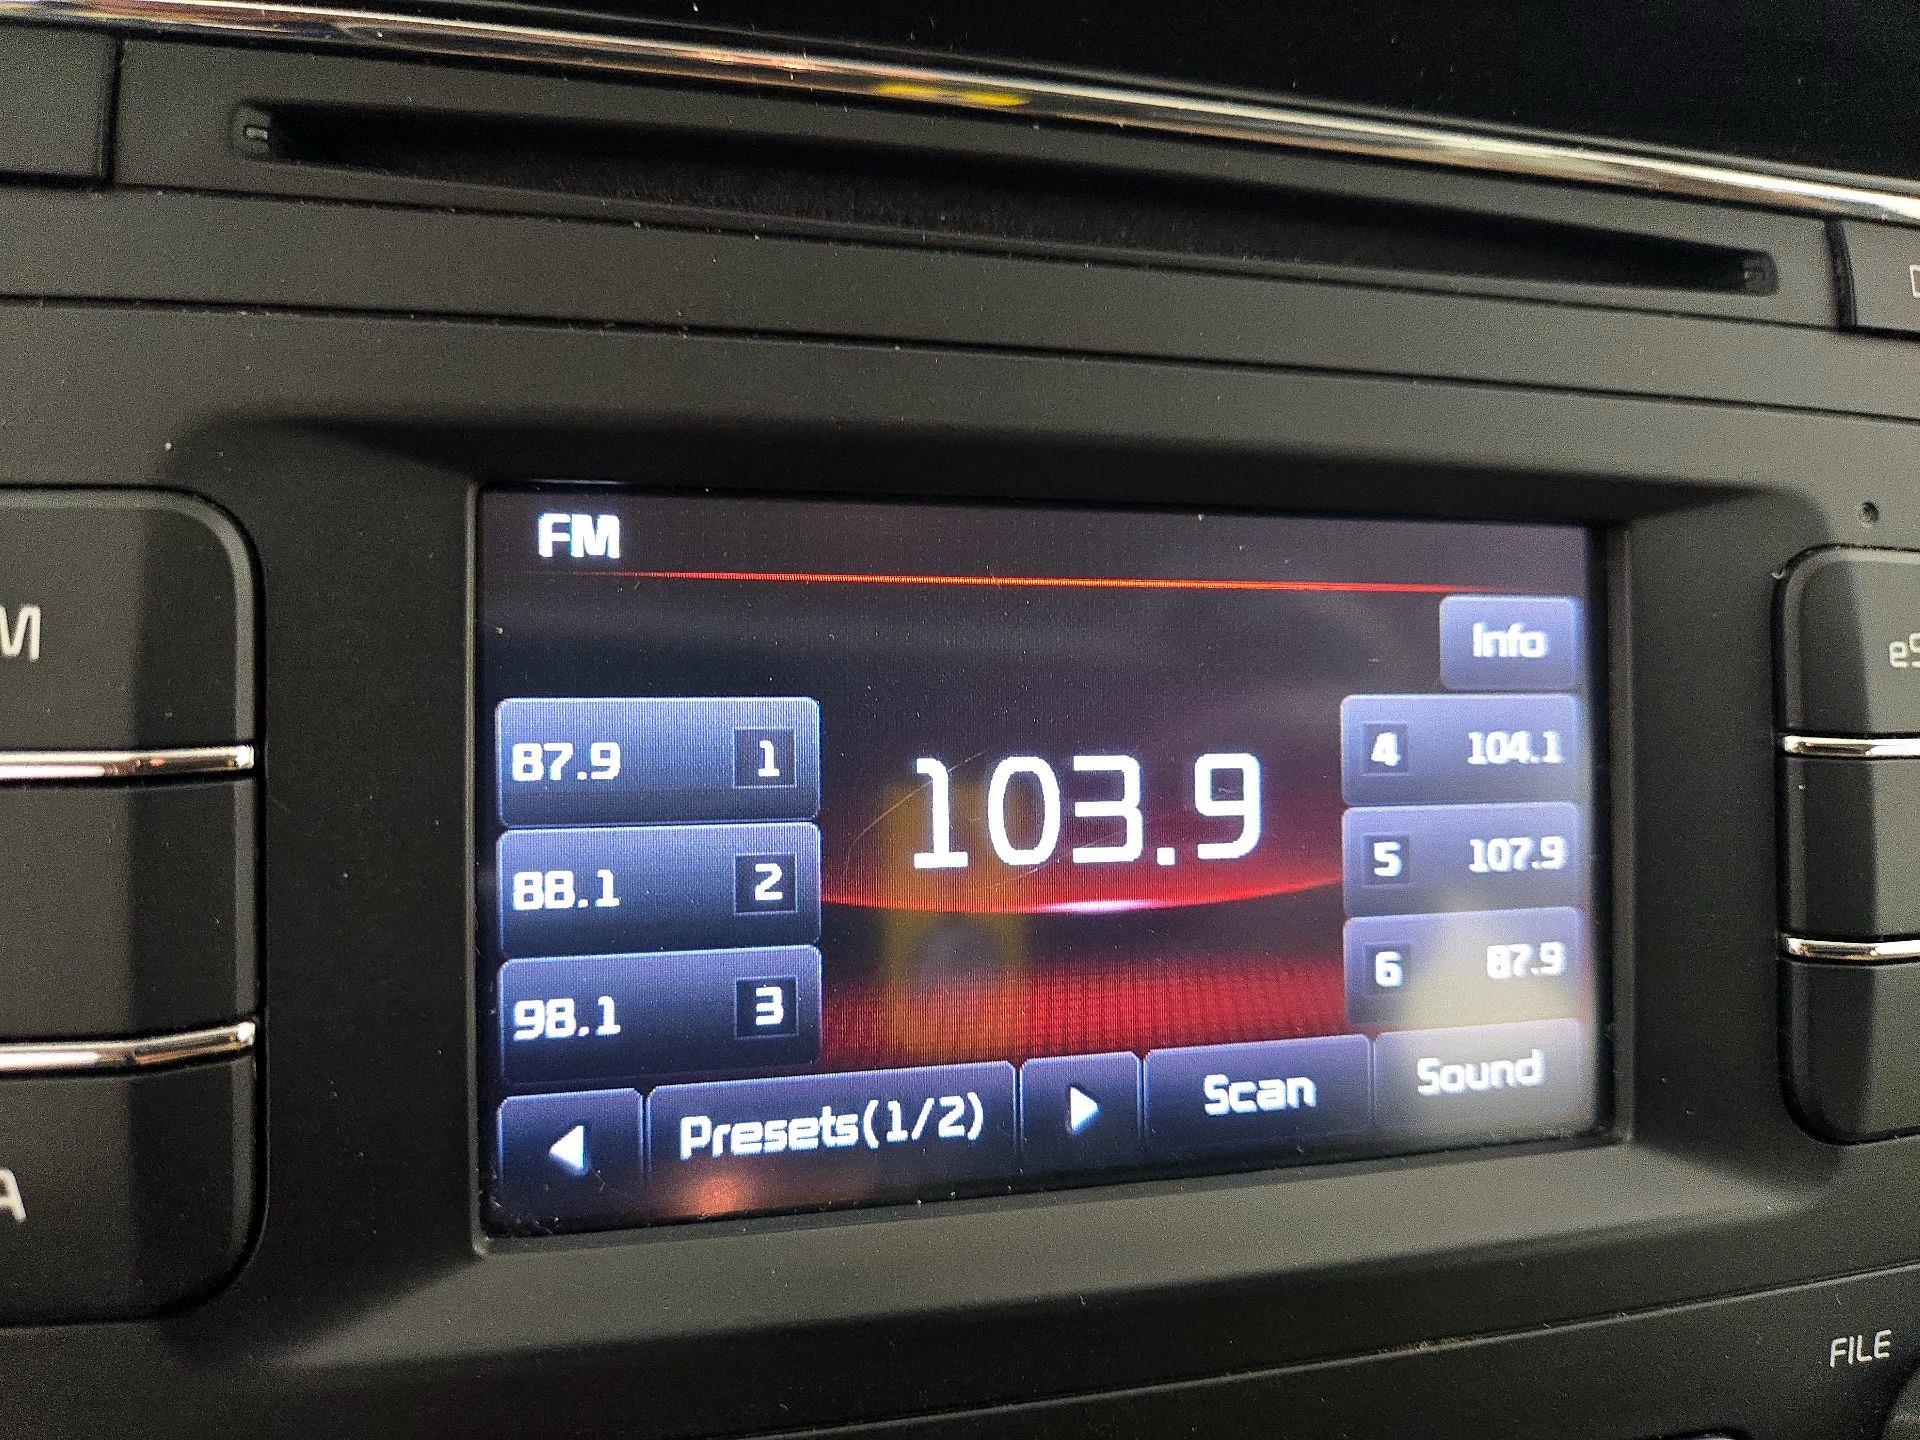 M
FM
Info
eS
87.9 1
103.9
4 104.1
88.1 2
5 107.9
98.1 3
6 87.9
Presets(1/2)
Scan
Sound
A
FILE